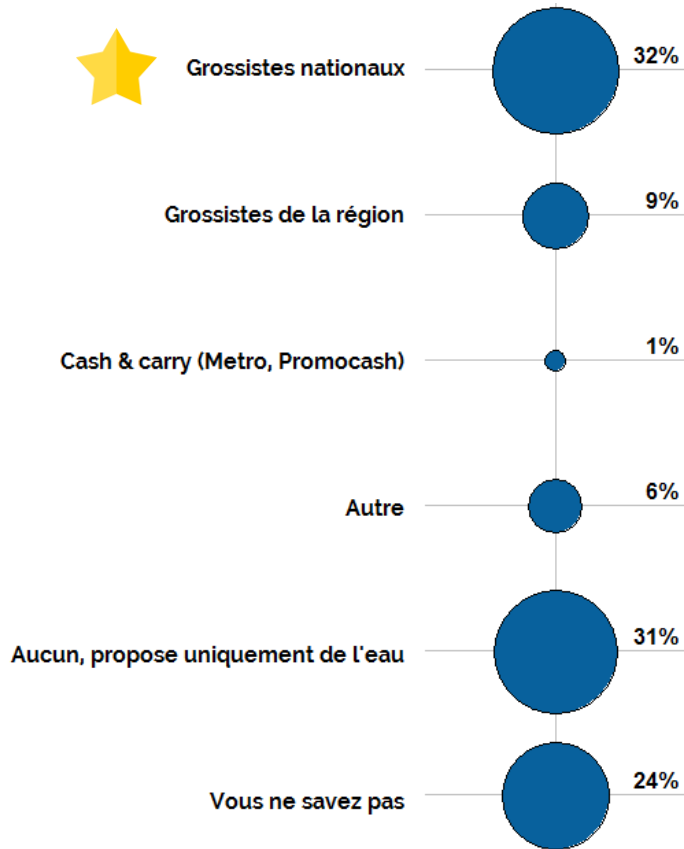 Grossistes nationaux 32%
Grossistes de la région 9%
Cash & carry (Metro, Promocash) 1%
Autre 6%
Aucun, propose uniquement de l'eau 31%
Vous ne savez pas 24%